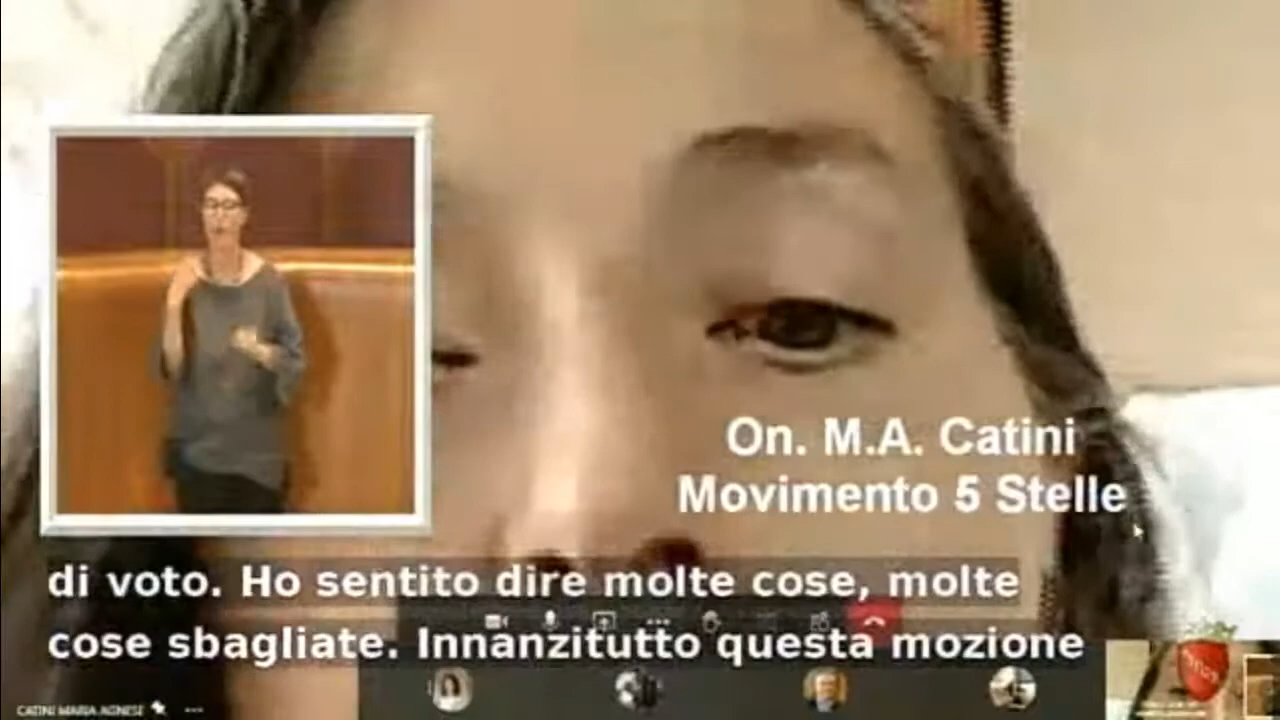 On. M.A. Catini
Movimento 5 Stelle
di voto. Ho sentito dire molte cose, molte
cose sbagliate. Innanzitutto questa mozione
CATINI MARIA AGNESE